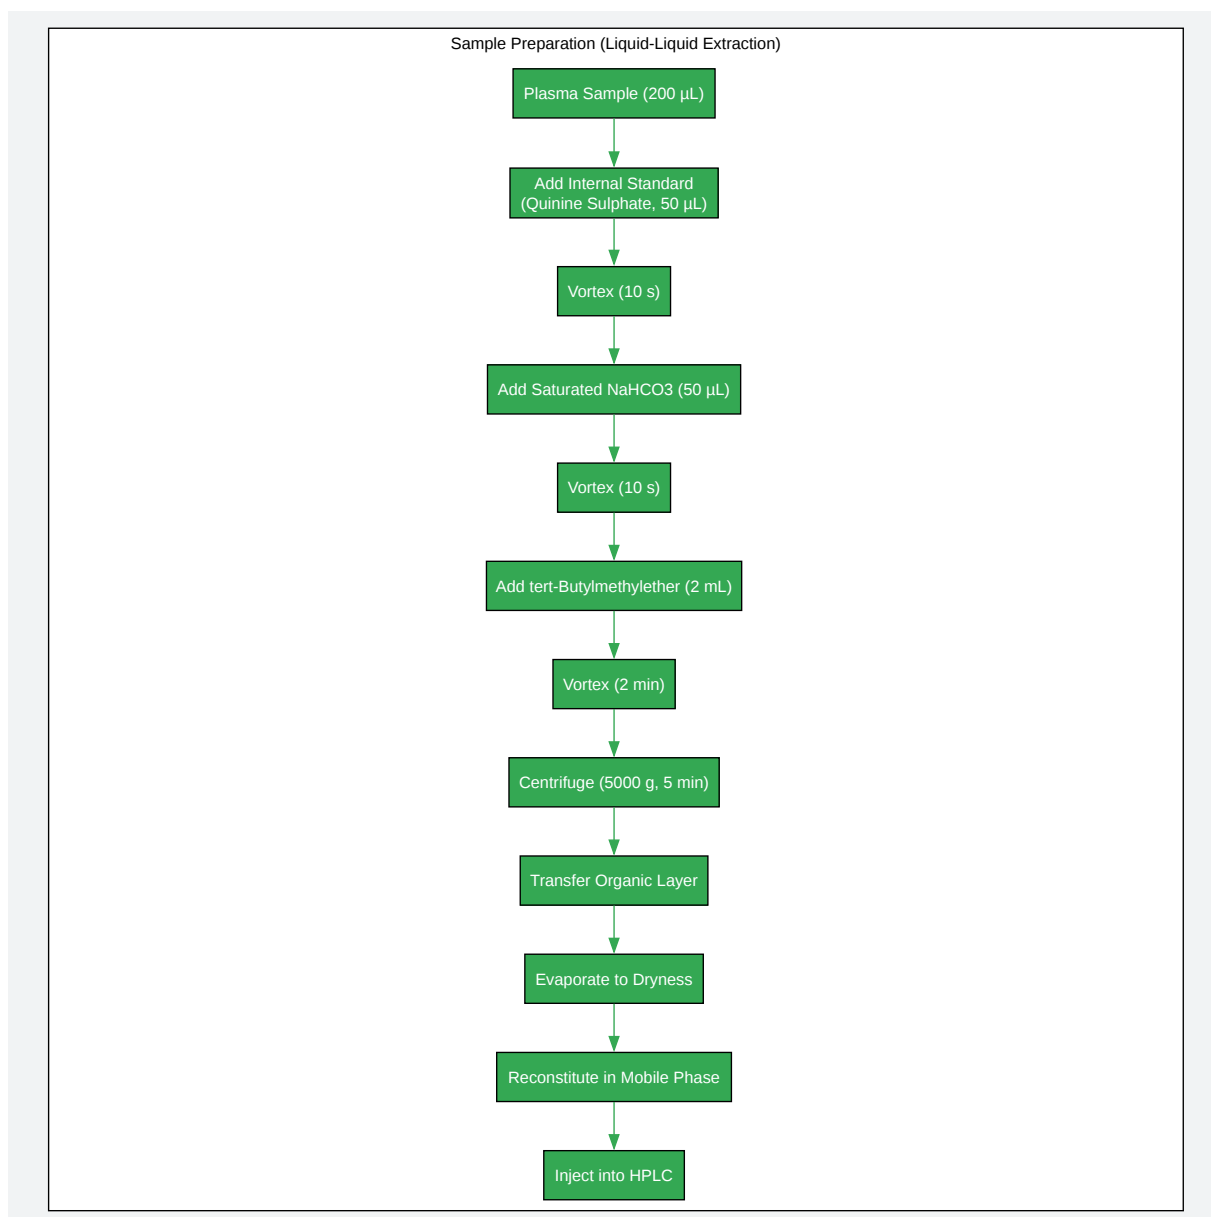 Sample Preparation (Liquid-Liquid Extraction)
Plasma Sample (200 µL)
Add Internal Standard
(Quinine Sulphate, 50 µL)
Vortex (10 s)
Add Saturated NaHCO3 (50 µL)
Vortex (10 s)
Add tert-Butylmethylether (2 mL)
Vortex (2 min)
Centrifuge (5000 g, 5 min)
Transfer Organic Layer
Evaporate to Dryness
Reconstitute in Mobile Phase
Inject into HPLC